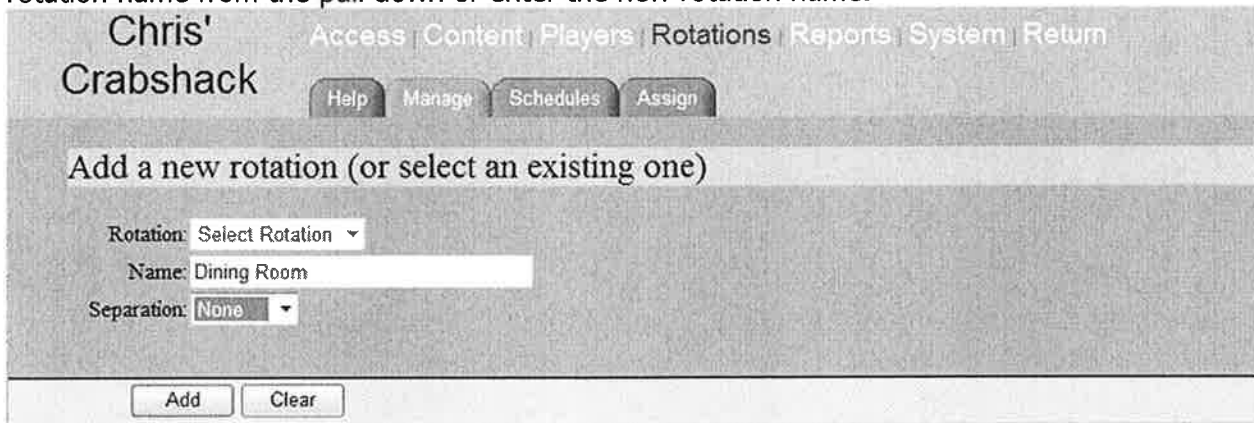 Chris' Crabshack
Access | Content | Players | Rotations | Reports | System | Return
Help Manage Schedules Assign
Add a new rotation (or select an existing one)
Rotation: Select Rotation
Name: Dining Room
Separation: None
Add Clear